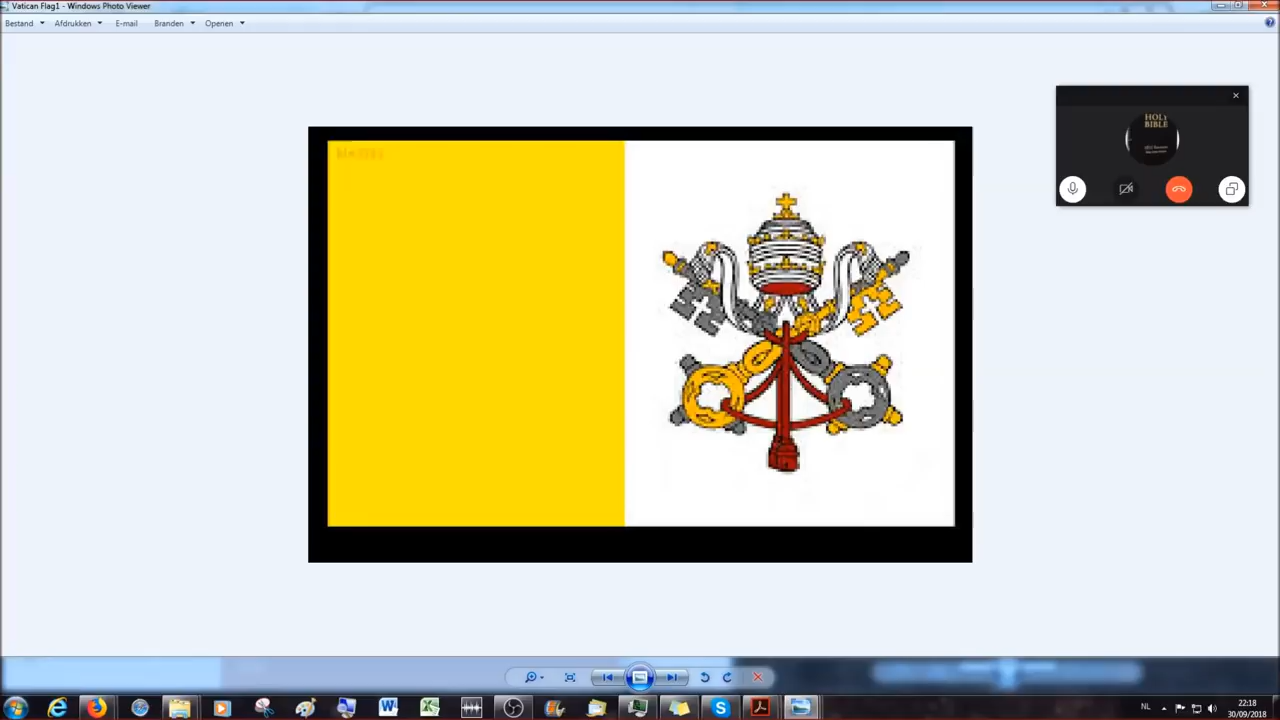 Vatican Flag1 - Windows Photo Viewer
Bestand Afdrukken E-mail Branden Openen
HOLY
BIBLE
NL
22:18
30/09/2018